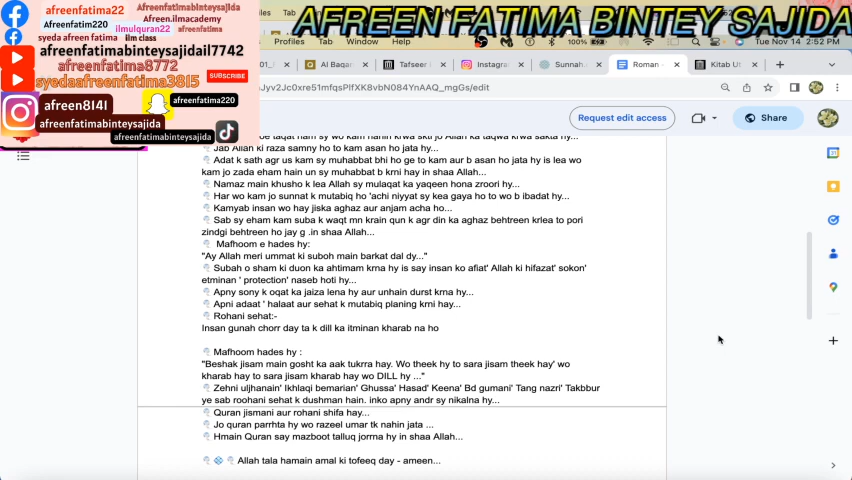 AFREEN FATIMA BINTEY SAJIDA
afreenfatima22
Afreenfatimabinteysajida
Afreen.ilmacademy
Afreenfatim220
ilmulquran22
afreenfatima
syeda afreen fatima
ilm class
afreenfatimabinteysajidail7742
afreenfatima8772
syedaafreenfatima3815
SUBSCRIBE
afreen8141
afreenfatima220
afreenfatimabinteysajida
afreenfatimabinteysajida
Profiles Tab Window Help
100%
Tue Nov 14 2:52 PM
Al Baqar
Tafseer
Instagra
SunnahA
Roman -
Kitab Ut
Request edit access
Share
Jab Allah ki raza samny ho to kam asan ho jata hy...
Adat k sath agr us kam sy muhabbat bhi ho ge to kam aur b asan ho jata hy is lea wo
kam jo zada eham hain un sy muhabbat b krni hay in shaa Allah...
Namaz main khusho k lea Allah sy mulaqat ka yaqeen hona zroori hy...
Har wo kam jo sunnat k mutabiq ho 'achi niyyat sy kea gaya ho to wo b ibadat hy...
Kamyab insan wo hay jiska aghaz aur anjam acha ho...
Sab sy eham kam suba k waqt mn krain qun k agr din ka aghaz behtreen krlea to pori
zindgi behtreen ho jay g .in shaa Allah...
Mafhoom e hades hy:
"Ay Allah meri ummat ki suboh main barkat dal dy..."
Subah o sham ki duon ka ahtimam krna hy is say insan ko afiat' Allah ki hifazat' sokon'
etminan ' protection' naseb hoti hy...
Apny sony k oqat ka jaiza lena hy aur unhain durst krna hy...
Apni adaat ' halaat aur sehat k mutabiq planing krni hay...
Rohani sehat:-
Insan gunah chorr day ta k dill ka itminan kharab na ho
Mafhoom hades hy :
"Beshak jisam main gosht ka aak tukrra hay. Wo theek hy to sara jisam theek hay' wo
kharab hay to sara jisam kharab hay wo DILL hy ..."
Zehni uljhanain' Ikhlaqi bemarian' Ghussa' Hasad' Keena' Bd gumani' Tang nazri' Takbbur
ye sab roohani sehat k dushman hain. inko apny andr sy nikalna hy...
Quran jismani aur rohani shifa hay...
Jo quran parrhta hy wo razeel umar tk nahin jata ...
Hmain Quran say mazboot talluq jorrna hy in shaa Allah...
Allah tala hamain amal ki tofeeq day - ameen...